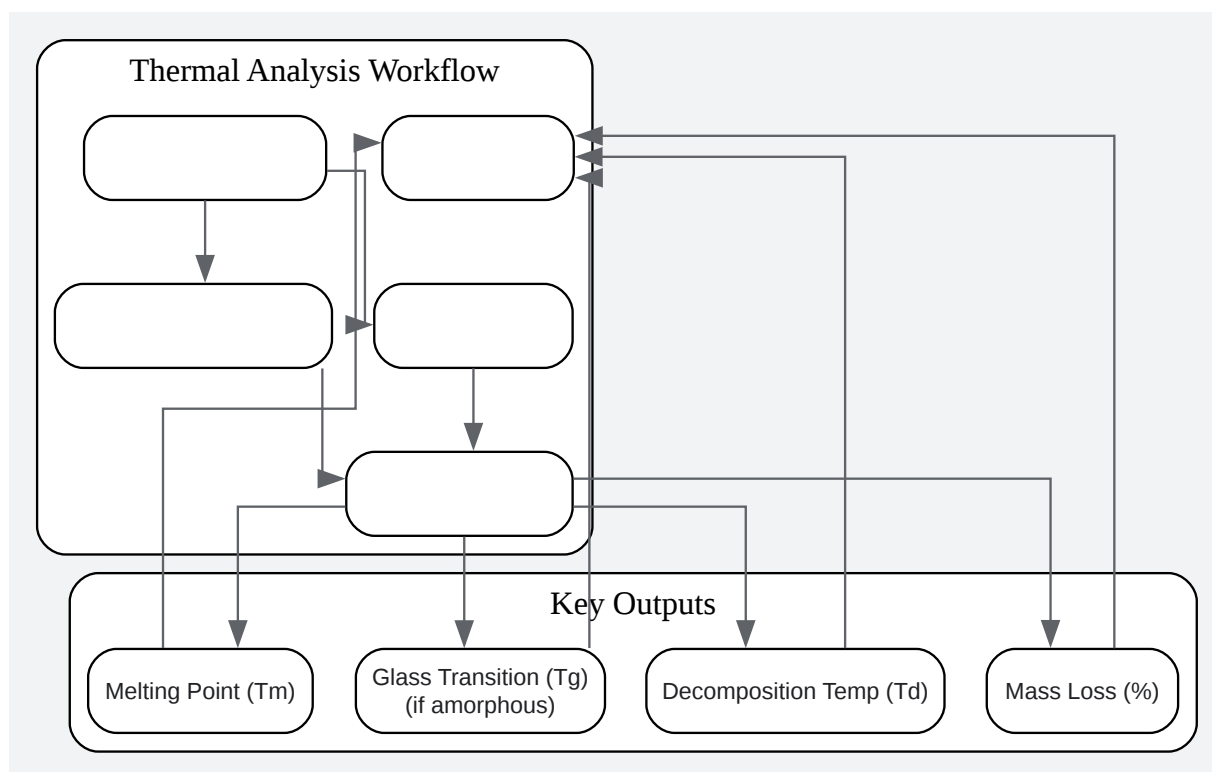 Thermal Analysis Workflow
Key Outputs
Melting Point (Tm)
Glass Transition (Tg)
(if amorphous)
Decomposition Temp (Td)
Mass Loss (%)